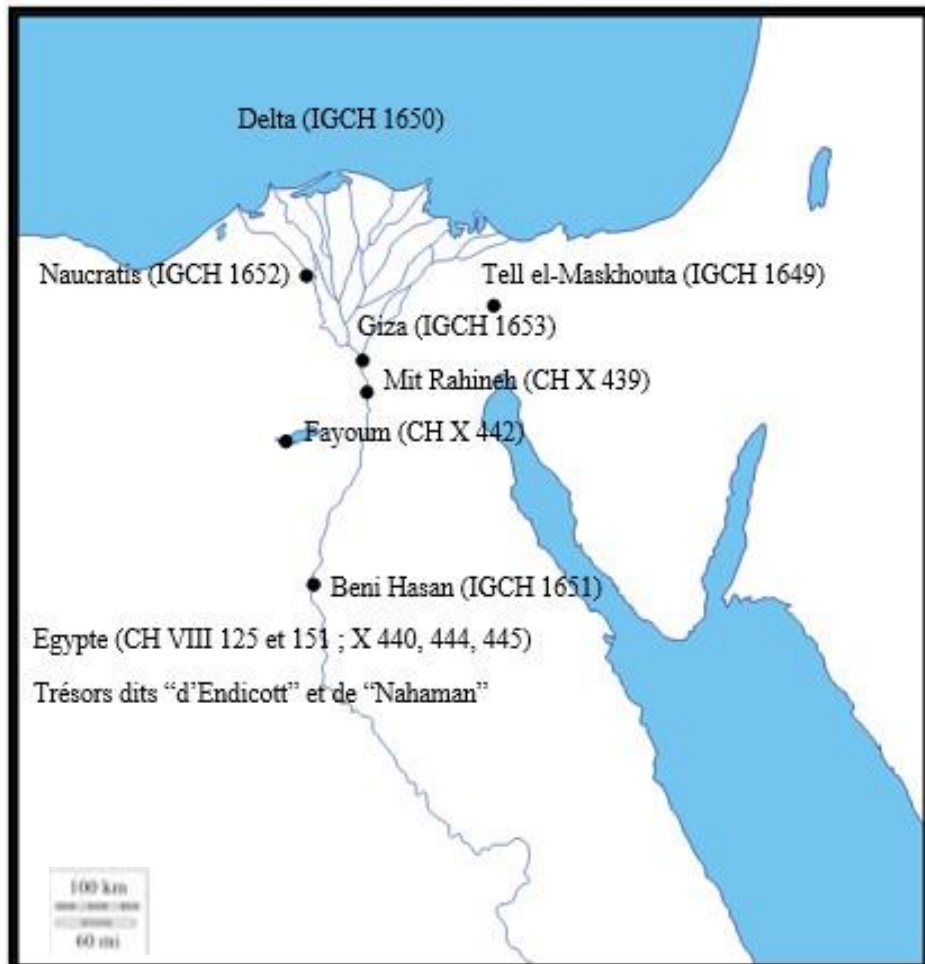 Delta (IGCH 1650)
Naucratis (IGCH 1652)
Tell el-Maskhouta (IGCH 1649)
Giza (IGCH 1653)
Mit Rahineh (CH X 439)
Fayoum (CH X 442)
Beni Hasan (IGCH 1651)
Egypte (CH VIII 125 et 151 ; X 440, 444, 445)
Trésors dits “d’Endicott” et de “Nahaman”
100 km
60 mi